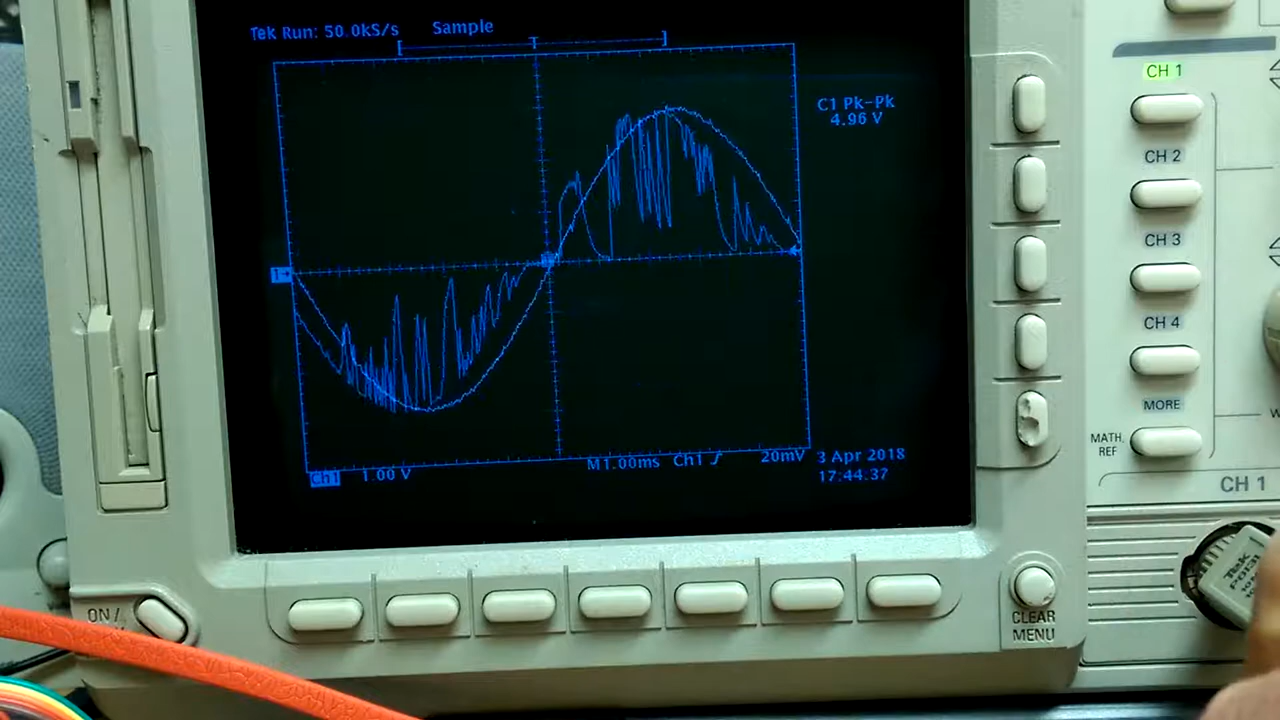 Tek Run: 50.0kS/s Sample
C1 Pk-Pk
4.96 V
1
Ch1 1.00 V M1.00ms Ch1 20mV
3 Apr 2018
17:44:37
CH 1
CH 2
CH 3
CH 4
MORE
MATH
REF
CH 1
ON/
CLEAR
MENU
Tek